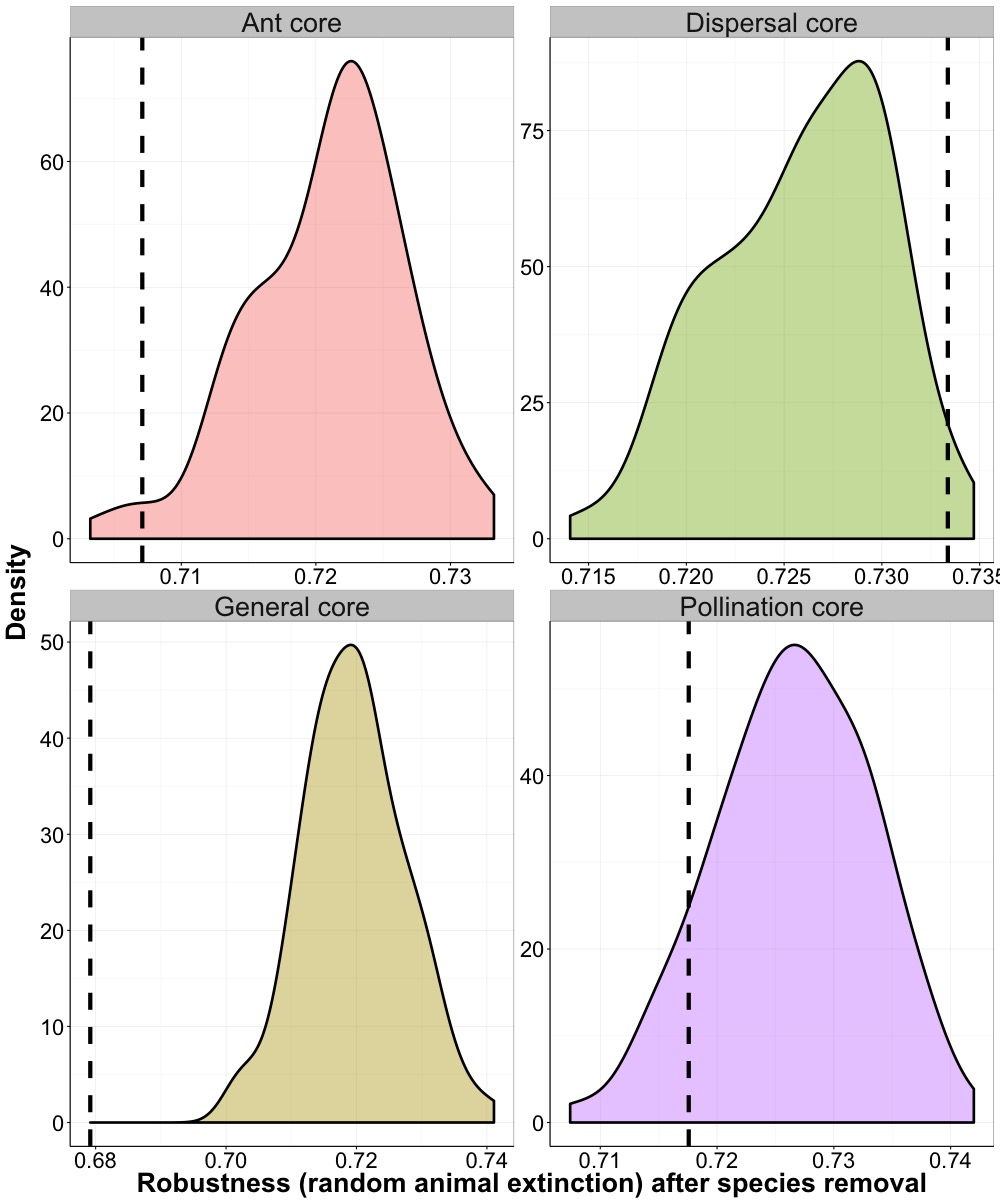 Ant core
Dispersal core
60
40
20
0
0.71 0.72 0.73
75
50
25
0
0.715 0.720 0.725 0.730 0.735
Density
General core
Pollination core
50
40
30
20
10
0
0.68 0.70 0.72 0.74
40
20
0
0.71 0.72 0.73 0.74
Robustness (random animal extinction) after species removal